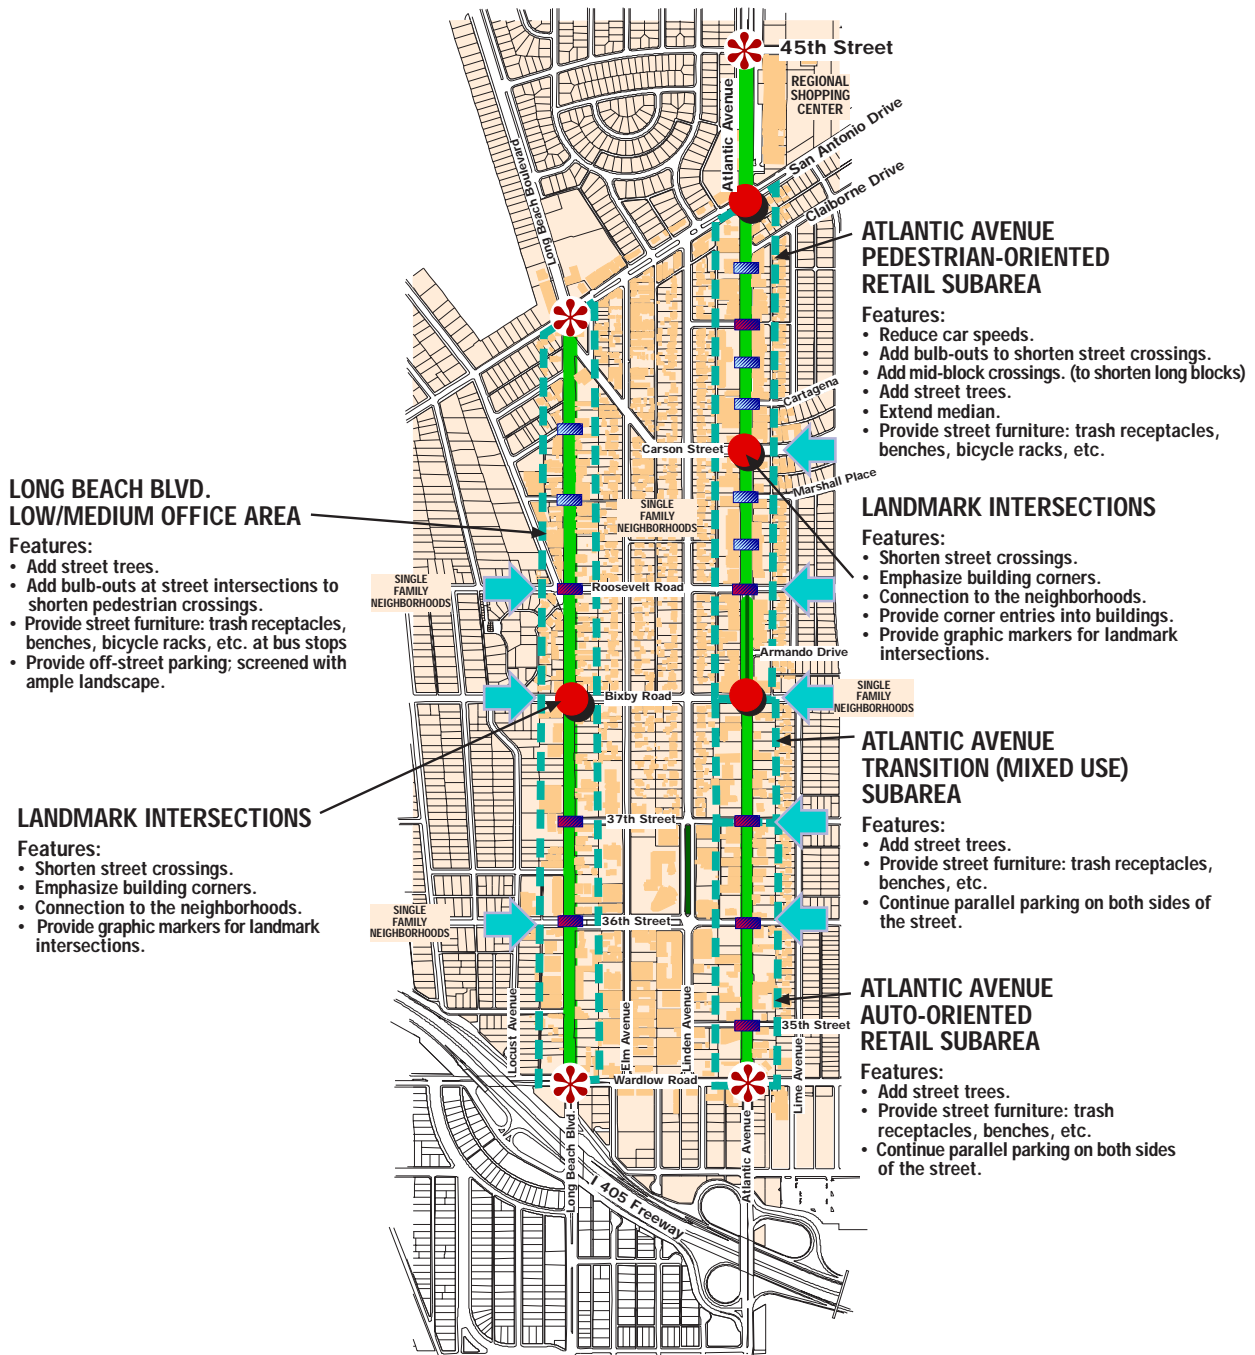 45th Street
REGIONAL
SHOPPING
CENTER
Atlantic Avenue
San Antonio Drive
Claiborne Drive
Long Beach Boulevard
ATLANTIC AVENUE
PEDESTRIAN-ORIENTED
RETAIL SUBAREA
Features:
• Reduce car speeds.
• Add bulb-outs to shorten street crossings.
• Add mid-block crossings. (to shorten long blocks)
• Add street trees.
• Extend median.
• Provide street furniture: trash receptacles,
benches, bicycle racks, etc.
Cartagena
Carson Street
Marshall Place
LONG BEACH BLVD.
LOW/MEDIUM OFFICE AREA
Features:
• Add street trees.
• Add bulb-outs at street intersections to
shorten pedestrian crossings.
• Provide street furniture: trash receptacles,
benches, bicycle racks, etc. at bus stops
• Provide off-street parking; screened with
ample landscape.
SINGLE
FAMILY
NEIGHBORHOODS
LANDMARK INTERSECTIONS
Features:
• Shorten street crossings.
• Emphasize building corners.
• Connection to the neighborhoods.
• Provide corner entries into buildings.
• Provide graphic markers for landmark
intersections.
SINGLE
FAMILY
NEIGHBORHOODS
Roosevelt Road
Armando Drive
Bixby Road
SINGLE
FAMILY
NEIGHBORHOODS
ATLANTIC AVENUE
TRANSITION (MIXED USE)
SUBAREA
Features:
• Add street trees.
• Provide street furniture: trash receptacles,
benches, etc.
• Continue parallel parking on both sides of
the street.
LANDMARK INTERSECTIONS
Features:
• Shorten street crossings.
• Emphasize building corners.
• Connection to the neighborhoods.
• Provide graphic markers for landmark
intersections.
37th Street
SINGLE
FAMILY
NEIGHBORHOODS
36th Street
ATLANTIC AVENUE
AUTO-ORIENTED
RETAIL SUBAREA
Features:
• Add street trees.
• Provide street furniture: trash
receptacles, benches, etc.
• Continue parallel parking on both sides
of the street.
35th Street
Locust Avenue
Elm Avenue
Linden Avenue
Lime Avenue
Wardlow Road
Long Beach Blvd.
Atlantic Avenue
I 405 Freeway